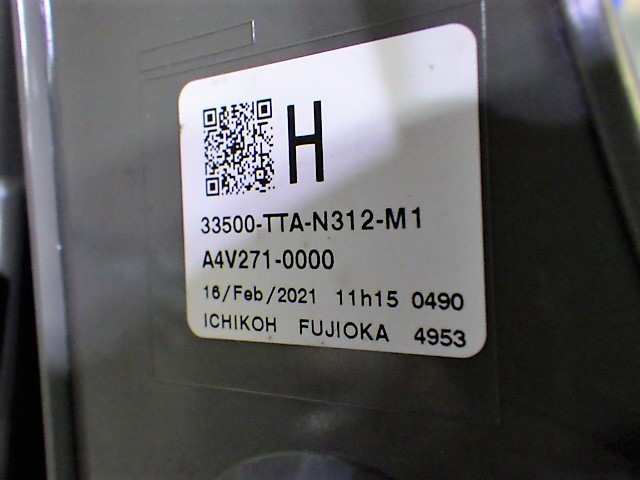 H
33500-TTA-N312-M1
A4V271-0000
16/Feb/2021 11h15 0490
ICHIKOH FUJIOKA 4953